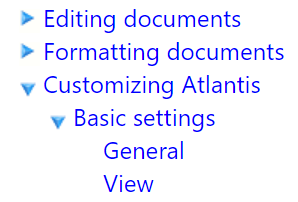 Editing documents
Formatting documents
Customizing Atlantis
Basic settings
General
View